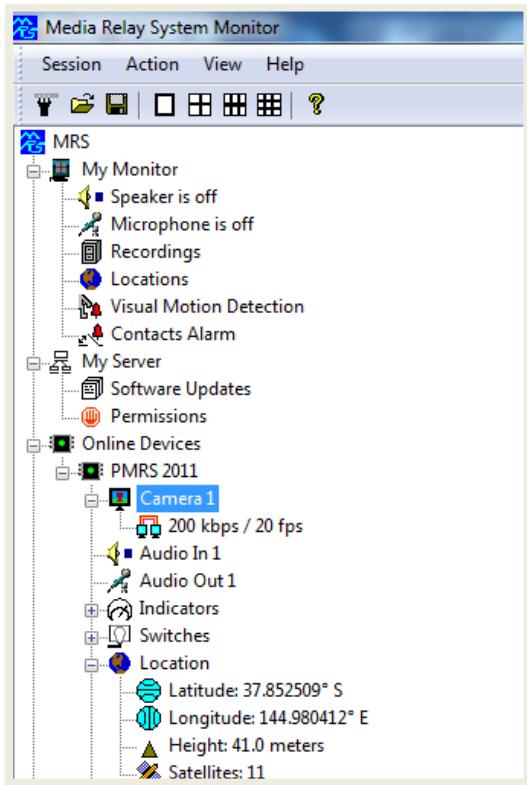 Media Relay System Monitor
Session Action View Help
MRS
My Monitor
Speaker is off
Microphone is off
Recordings
Locations
Visual Motion Detection
Contacts Alarm
My Server
Software Updates
Permissions
Online Devices
PMRS 2011
Camera 1
200 kbps / 20 fps
Audio In 1
Audio Out 1
Indicators
Switches
Location
Latitude: 37.852509° S
Longitude: 144.980412° E
Height: 41.0 meters
Satellites: 11